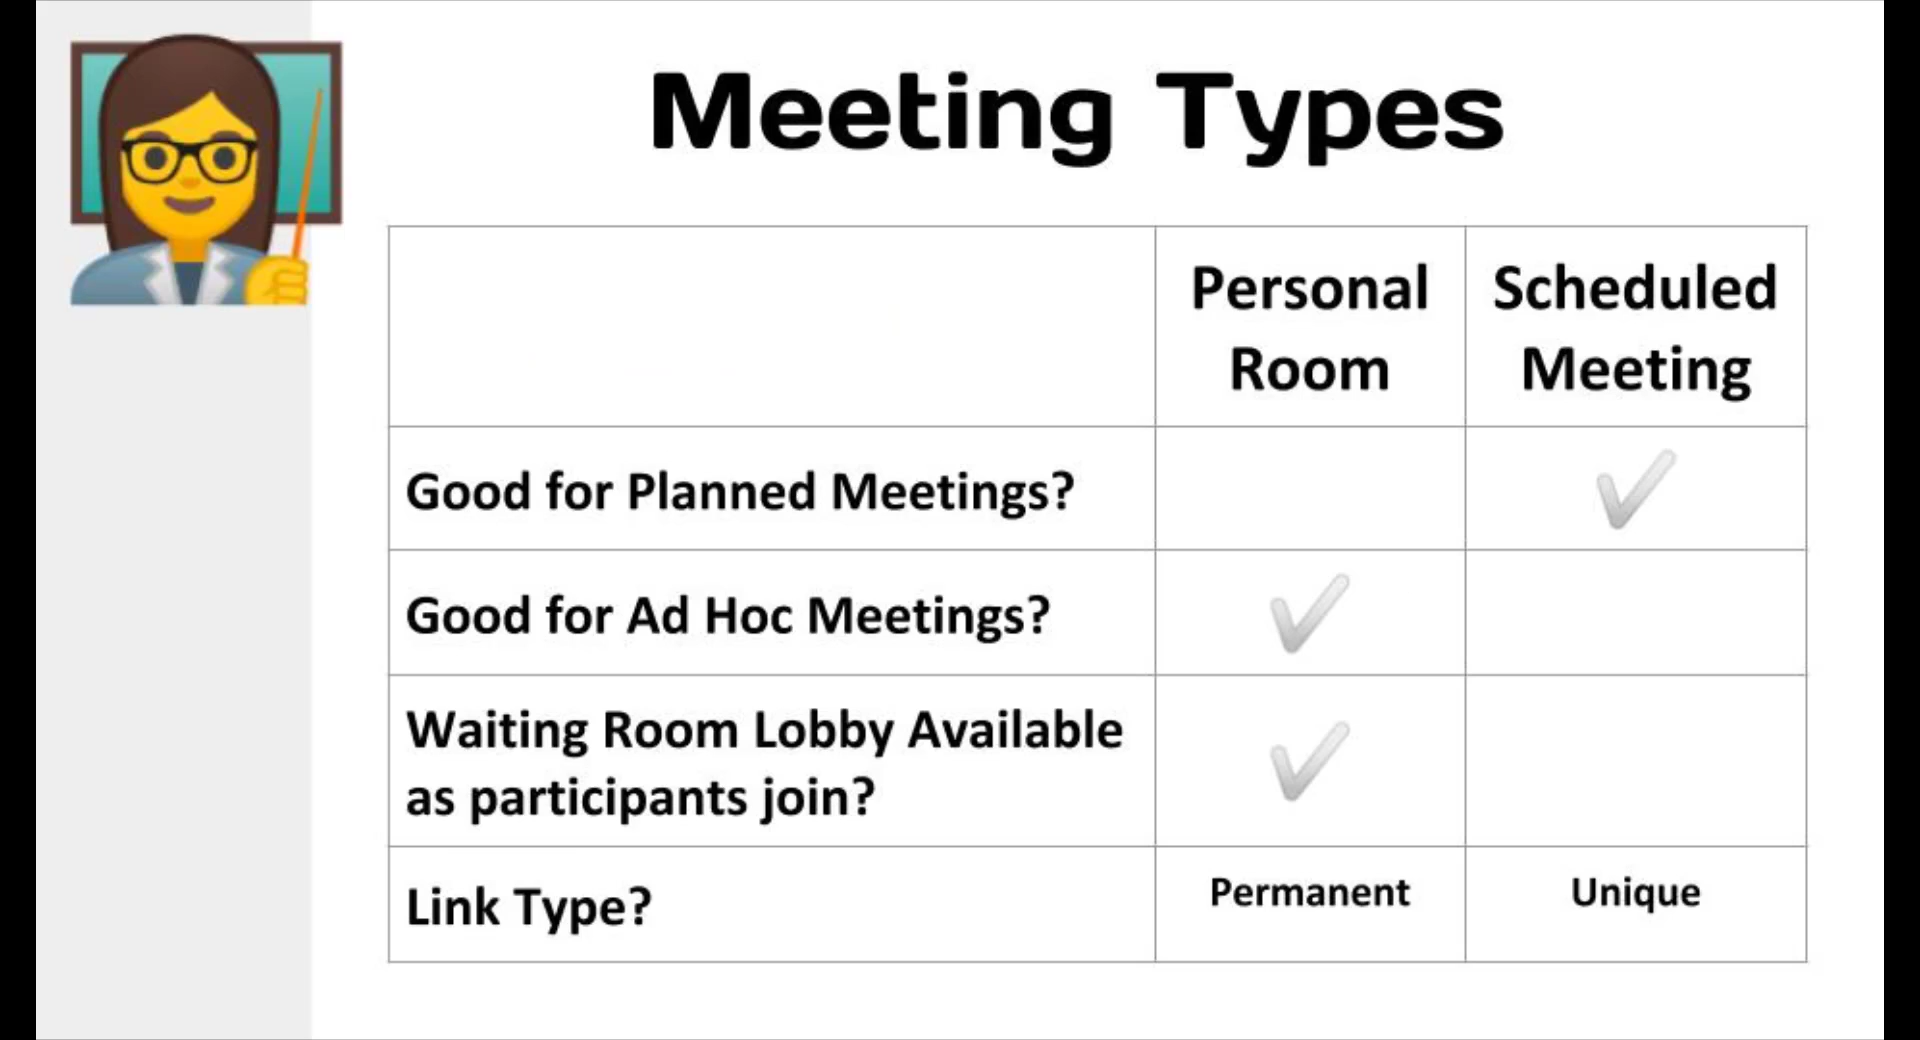 Meeting Types
Personal
Room
Scheduled
Meeting
Good for Planned Meetings?
✔
Good for Ad Hoc Meetings?
✔
Waiting Room Lobby Available
as participants join?
✔
Link Type?
Permanent
Unique